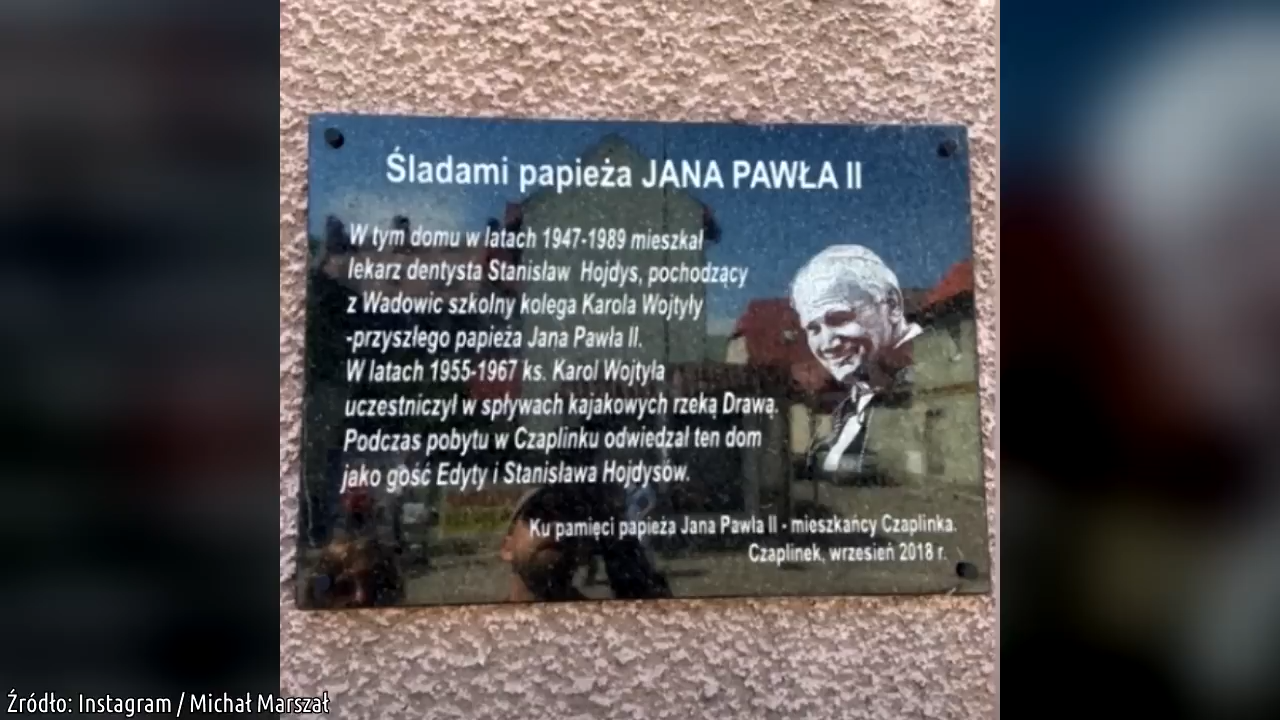 Śladami papieża JANA PAWŁA II
W tym domu w latach 1947-1989 mieszkał
lekarz dentysta Stanisław Hojdys, pochodzący
z Wadowic szkolny kolega Karola Wojtyły
-przyszłego papieża Jana Pawła II.
W latach 1955-1967 ks. Karol Wojtyła
uczestniczył w spływach kajakowych rzeką Drawą.
Podczas pobytu w Czaplinku odwiedzał ten dom
jako gość Edyty i Stanisława Hojdysów.
Ku pamięci papieża Jana Pawła II - mieszkańcy Czaplinka.
Czaplinek, wrzesień 2018 r.
Źródło: Instagram / Michał Marszał